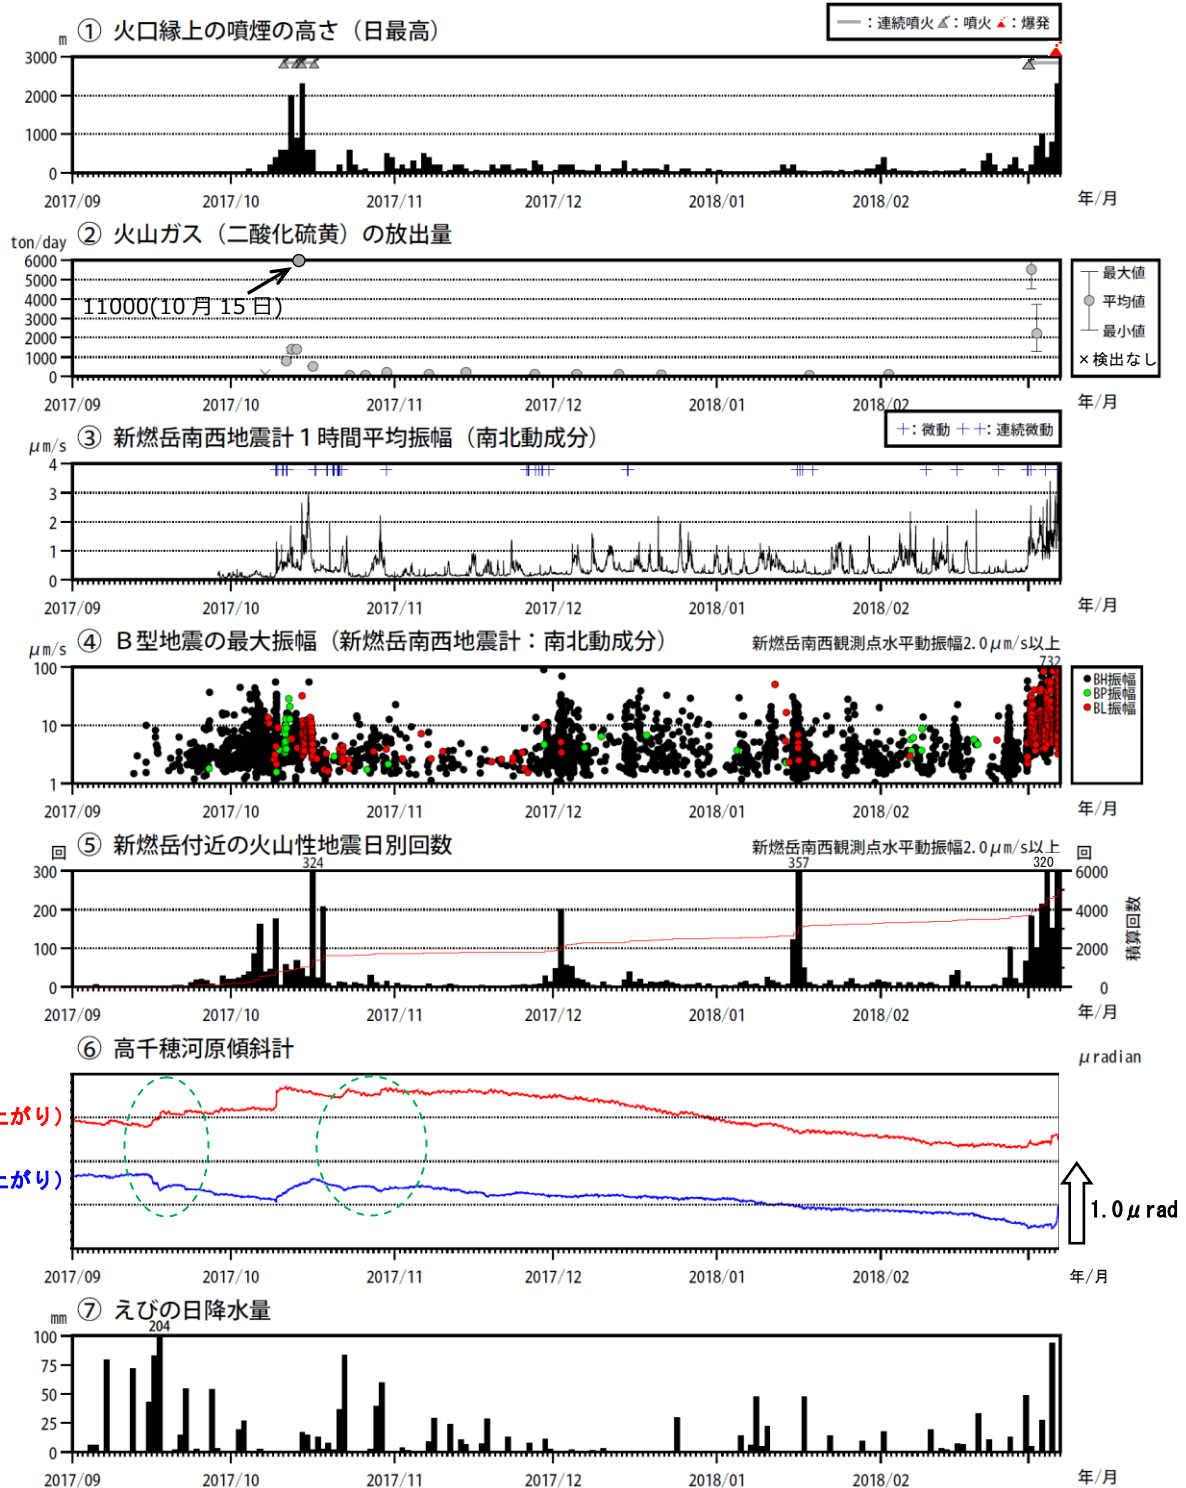 ① 火口縁上の噴煙の高さ（日最高）
━：連続噴火 ：噴火 ：爆発
m
3000
2000
1000
0
2017/09 2017/10 2017/11 2017/12 2018/01 2018/02 年/月
② 火山ガス（二酸化硫黄）の放出量
ton/day
6000
5000
4000
3000
2000
1000
0
11000(10月15日)
最大値
平均値
最小値
×検出なし
2017/09 2017/10 2017/11 2017/12 2018/01 2018/02 年/月
③ 新燃岳南西地震計１時間平均振幅（南北動成分）
＋：微動 ＋＋：連続微動
μm/s
4
3
2
1
0
2017/09 2017/10 2017/11 2017/12 2018/01 2018/02 年/月
④ Ｂ型地震の最大振幅（新燃岳南西地震計：南北動成分）
新燃岳南西観測点水平動振幅2.0μm/s以上
μm/s
732
100
10
1
BH振幅
BP振幅
BL振幅
2017/09 2017/10 2017/11 2017/12 2018/01 2018/02 年/月
⑤ 新燃岳付近の火山性地震日別回数
新燃岳南西観測点水平動振幅2.0μm/s以上
回 回
324 357 320
300 6000
200 4000
100 2000
0 0
積算回数
2017/09 2017/10 2017/11 2017/12 2018/01 2018/02 年/月
⑥ 高千穂河原傾斜計
μradian
がり）
がり）
1.0μrad
2017/09 2017/10 2017/11 2017/12 2018/01 2018/02 年/月
⑦ えびの日降水量
mm
204
100
75
50
25
0
2017/09 2017/10 2017/11 2017/12 2018/01 2018/02 年/月